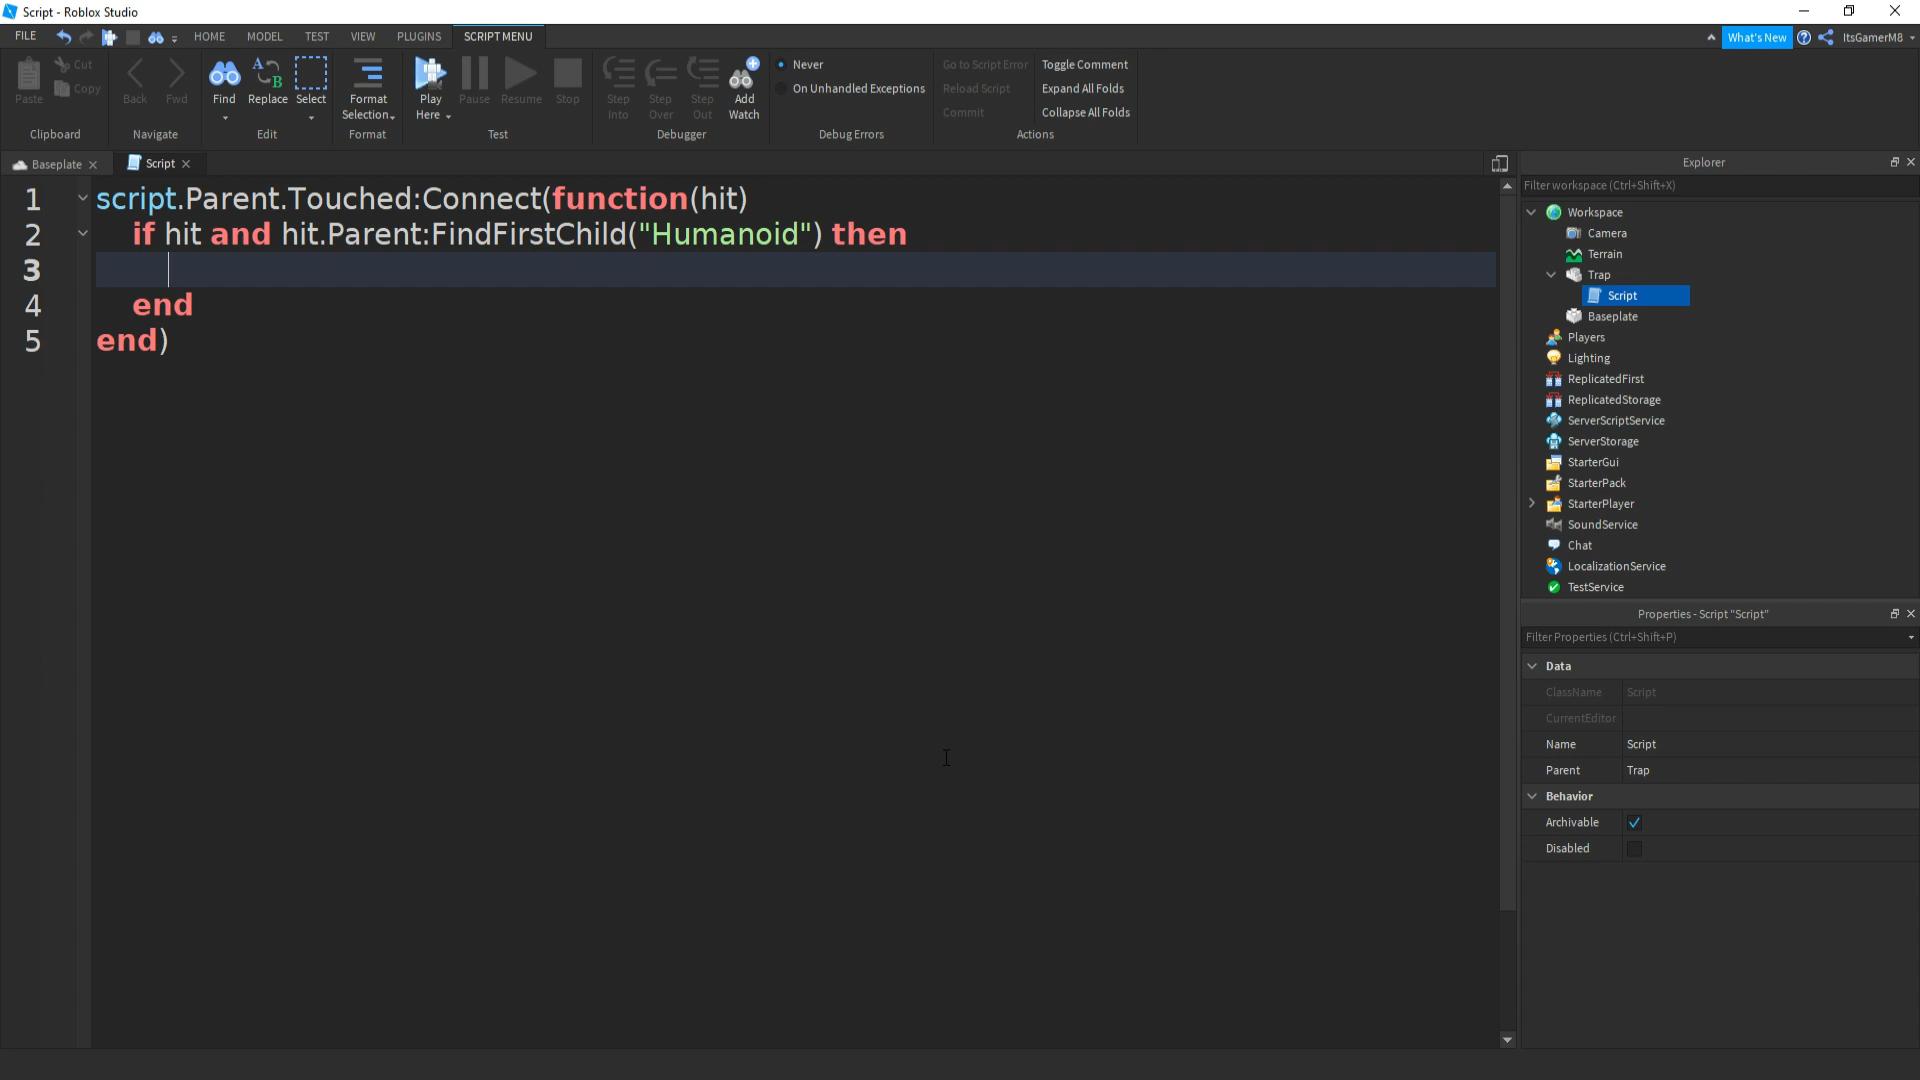 Script - Roblox Studio
FILE HOME MODEL TEST VIEW PLUGINS SCRIPT MENU What's New ItsGamerM8
Paste Cut Copy Clipboard
Back Fwd Navigate
Find Replace Select Edit
Format Selection Format
Play Here Pause Resume Stop Test
Step Into Step Over Step Out Add Watch Debugger
Never
On Unhandled Exceptions
Debug Errors
Go to Script Error Toggle Comment
Reload Script Expand All Folds
Commit Collapse All Folds
Actions
Baseplate Script
1 script.Parent.Touched:Connect(function(hit)
2 if hit and hit.Parent:FindFirstChild("Humanoid") then
3
4 end
5 end)
Explorer
Filter workspace (Ctrl+Shift+X)
Workspace
Camera
Terrain
Trap
Script
Baseplate
Players
Lighting
ReplicatedFirst
ReplicatedStorage
ServerScriptService
ServerStorage
StarterGui
StarterPack
StarterPlayer
SoundService
Chat
LocalizationService
TestService
Properties - Script "Script"
Filter Properties (Ctrl+Shift+P)
Data
ClassName Script
CurrentEditor
Name Script
Parent Trap
Behavior
Archivable
Disabled